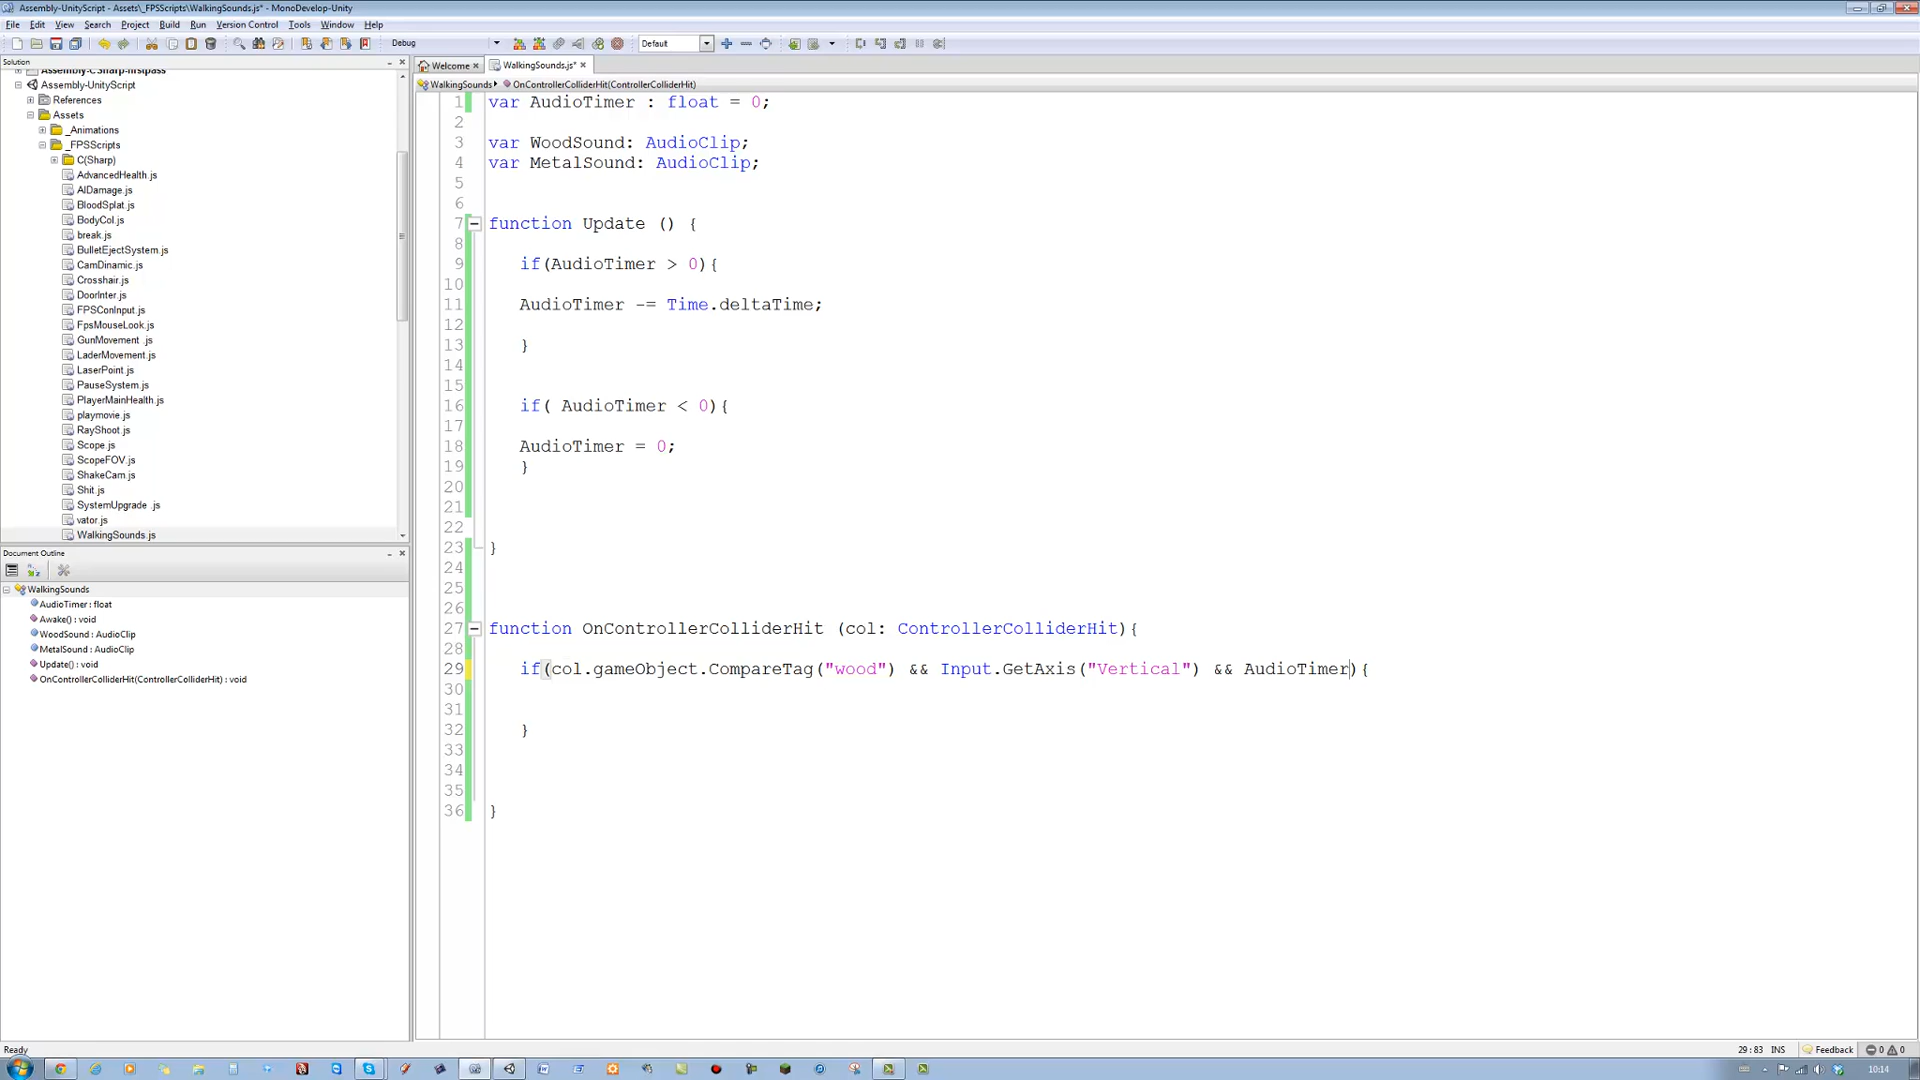 Assembly-UnityScript - Assets\_FPSScripts\WalkingSounds.js* - MonoDevelop-Unity
File Edit View Search Project Build Run Version Control Tools Window Help
Debug
Default
Solution
Assembly-CSharp-firstpass
Assembly-UnityScript
References
Assets
_Animations
_FPSScripts
C(Sharp)
AdvancedHealth.js
AIDamage.js
BloodSplat.js
BodyCol.js
break.js
BulletEjectSystem.js
CamDinamic.js
Crosshair.js
DoorInter.js
FPSConInput.js
FpsMouseLook.js
GunMovement .js
LaderMovement.js
LaserPoint.js
PauseSystem.js
PlayerMainHealth.js
playmovie.js
RayShoot.js
Scope.js
ScopeFOV.js
ShakeCam.js
Shit.js
SystemUpgrade .js
vator.js
WalkingSounds.js
Document Outline
WalkingSounds
AudioTimer : float
Awake() : void
WoodSound : AudioClip
MetalSound : AudioClip
Update() : void
OnControllerColliderHit(ControllerColliderHit) : void
Welcome
WalkingSounds.js*
WalkingSounds
OnControllerColliderHit(ControllerColliderHit)
1 var AudioTimer : float = 0;
2
3 var WoodSound: AudioClip;
4 var MetalSound: AudioClip;
5
6
7 function Update () {
8
9 if(AudioTimer > 0){
10
11 AudioTimer -= Time.deltaTime;
12
13 }
14
15
16 if( AudioTimer < 0){
17
18 AudioTimer = 0;
19 }
20
21
22
23 }
24
25
26
27 function OnControllerColliderHit (col: ControllerColliderHit){
28
29 if(col.gameObject.CompareTag("wood") && Input.GetAxis("Vertical") && AudioTimer){
30
31
32 }
33
34
35
36 }
Ready
29 : 83 INS
Feedback
0 0
10:14